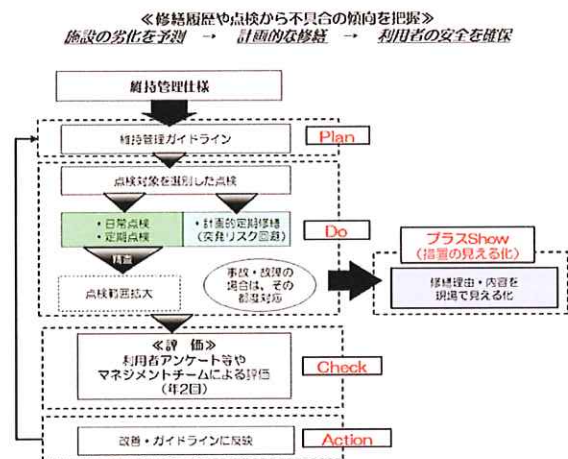 ≪修繕履歴や点検から不具合の傾向を把握≫
施設の劣化を予測 → 計画的な修繕 → 利用者の安全を確保
維持管理仕様
維持管理ガイドライン
Plan
点検対象を選別した点検
・日常点検
・定期点検
・計画的定期修繕
(突発リスク回避)
Do
精査
点検範囲拡大
事故・故障の
場合は、その
都度対応
プラスShow
(措置の見える化)
修繕理由・内容を
現場で見える化
≪評 価≫
利用者アンケート等や
マネジメントチームによる評価
(年2回)
Check
改善・ガイドラインに反映
Action